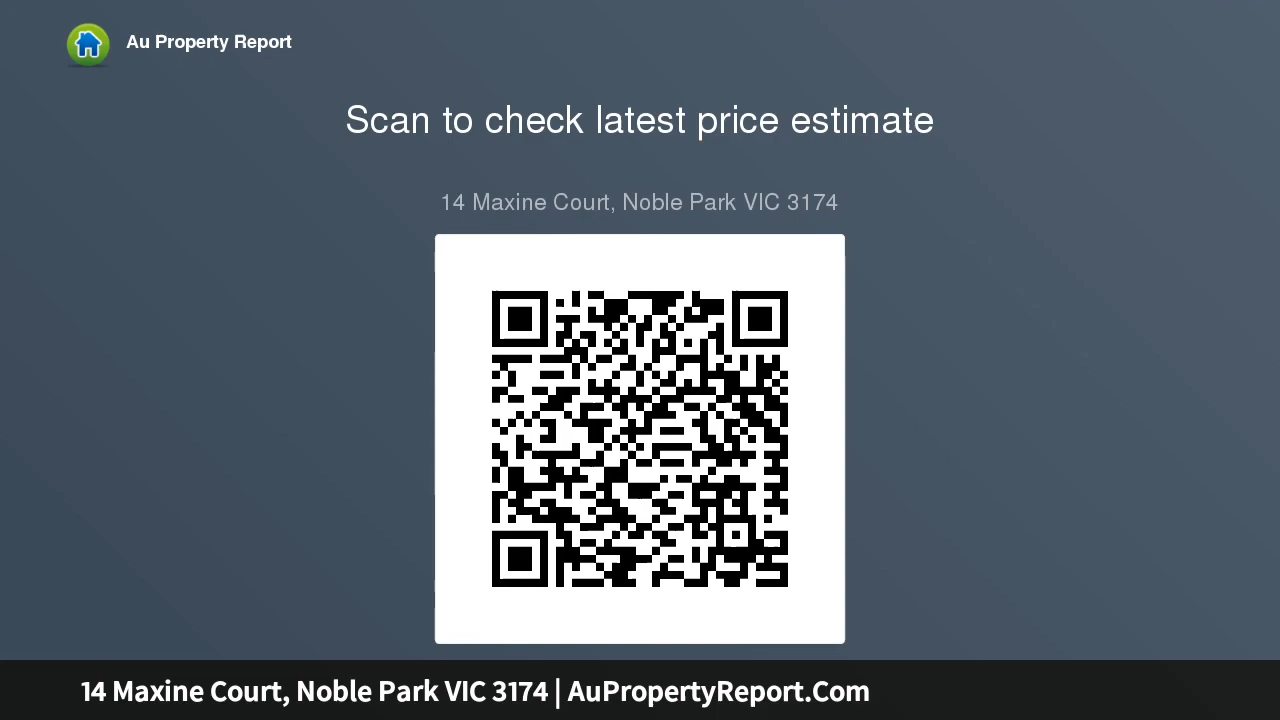 Au Property Report
Scan to check latest price estimate
14 Maxine Court, Noble Park VIC 3174
14 Maxine Court, Noble Park VIC 3174 | AuPropertyReport.Com